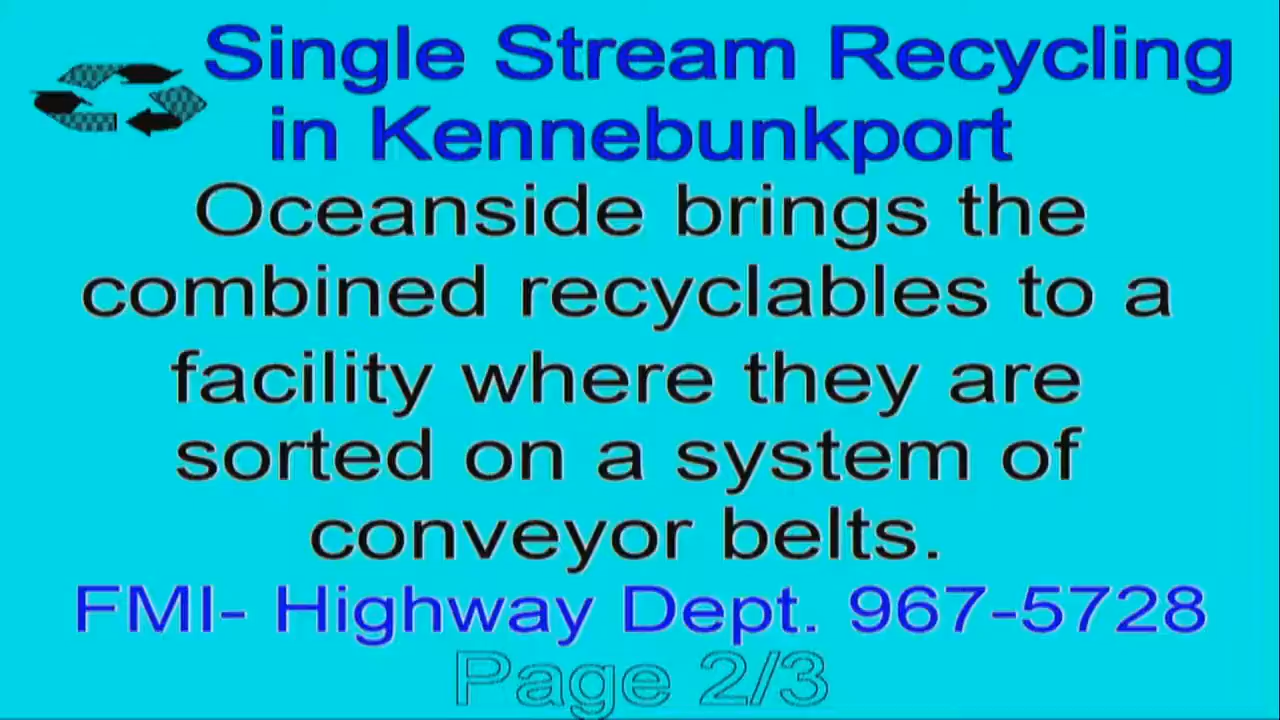 Single Stream Recycling
in Kennebunkport
Oceanside brings the
combined recyclables to a
facility where they are
sorted on a system of
conveyor belts.
FMI- Highway Dept. 967-5728
Page 2/3